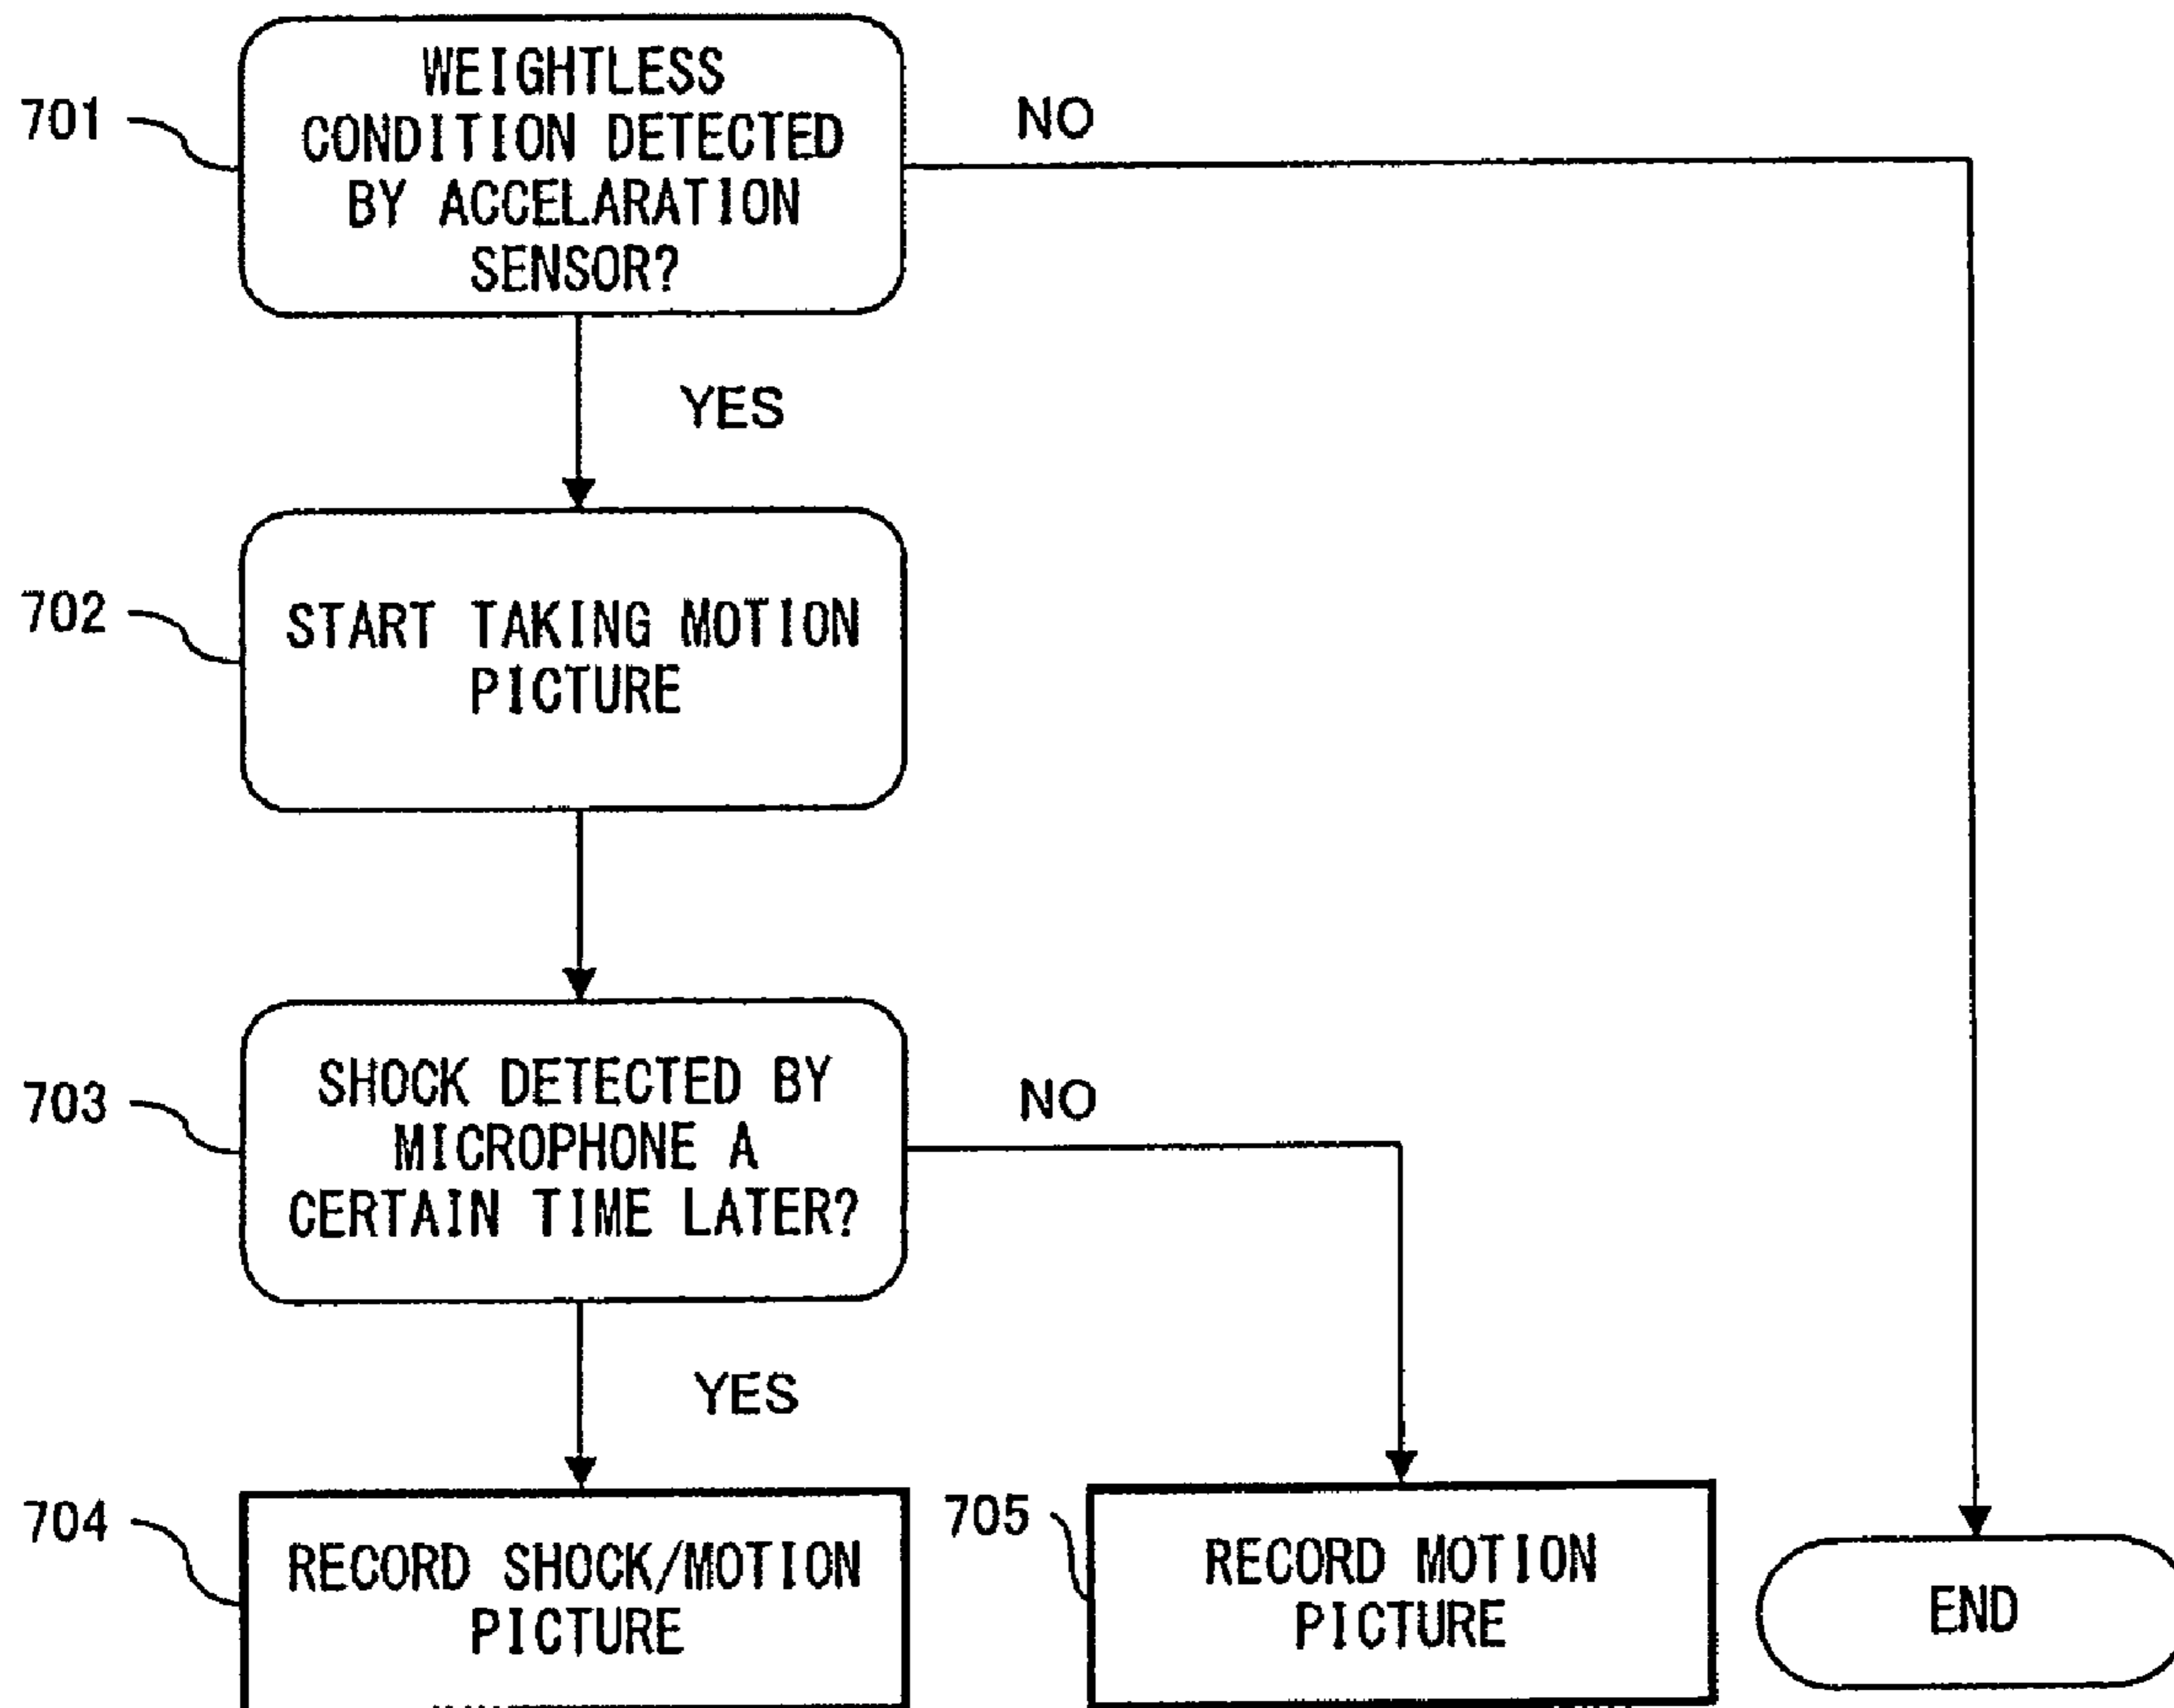 701
WEIGHTLESS
CONDITION DETECTED
BY ACCELARATION
SENSOR?
NO
YES
702
START TAKING MOTION
PICTURE
703
SHOCK DETECTED BY
MICROPHONE A
CERTAIN TIME LATER?
NO
YES
704
RECORD SHOCK/MOTION
PICTURE
705
RECORD MOTION
PICTURE
END